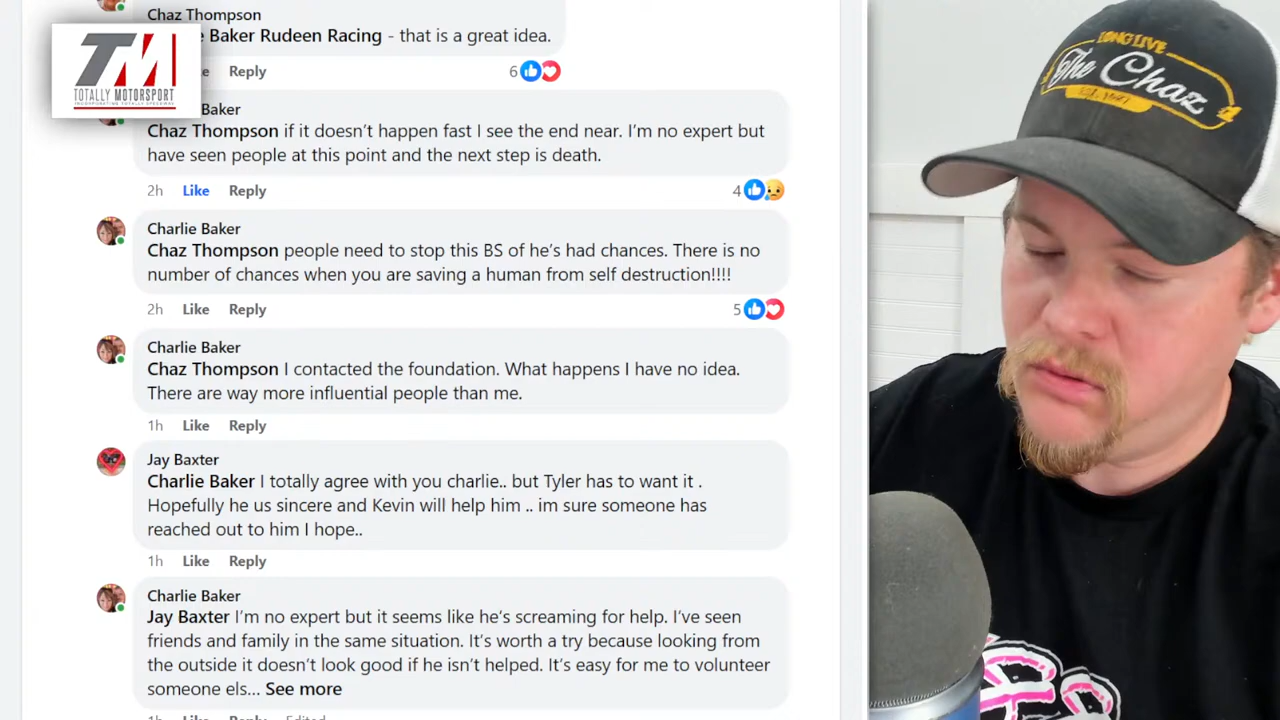 Chaz Thompson
e Baker Rudeen Racing - that is a great idea.
TM
TOTALLY MOTORSPORT
INCORPORATING TOTALLY SPEEDWAY
ke Reply 6
Baker
Chaz Thompson if it doesn't happen fast I see the end near. I'm no expert but
have seen people at this point and the next step is death.
2h Like Reply 4
Charlie Baker
Chaz Thompson people need to stop this BS of he's had chances. There is no
number of chances when you are saving a human from self destruction!!!!
2h Like Reply 5
Charlie Baker
Chaz Thompson I contacted the foundation. What happens I have no idea.
There are way more influential people than me.
1h Like Reply
Jay Baxter
Charlie Baker I totally agree with you charlie.. but Tyler has to want it .
Hopefully he us sincere and Kevin will help him .. im sure someone has
reached out to him I hope..
1h Like Reply
Charlie Baker
Jay Baxter I'm no expert but it seems like he's screaming for help. I've seen
friends and family in the same situation. It's worth a try because looking from
the outside it doesn't look good if he isn't helped. It's easy for me to volunteer
someone els... See more
1h Like Reply Edited
LONG LIVE
The Chaz